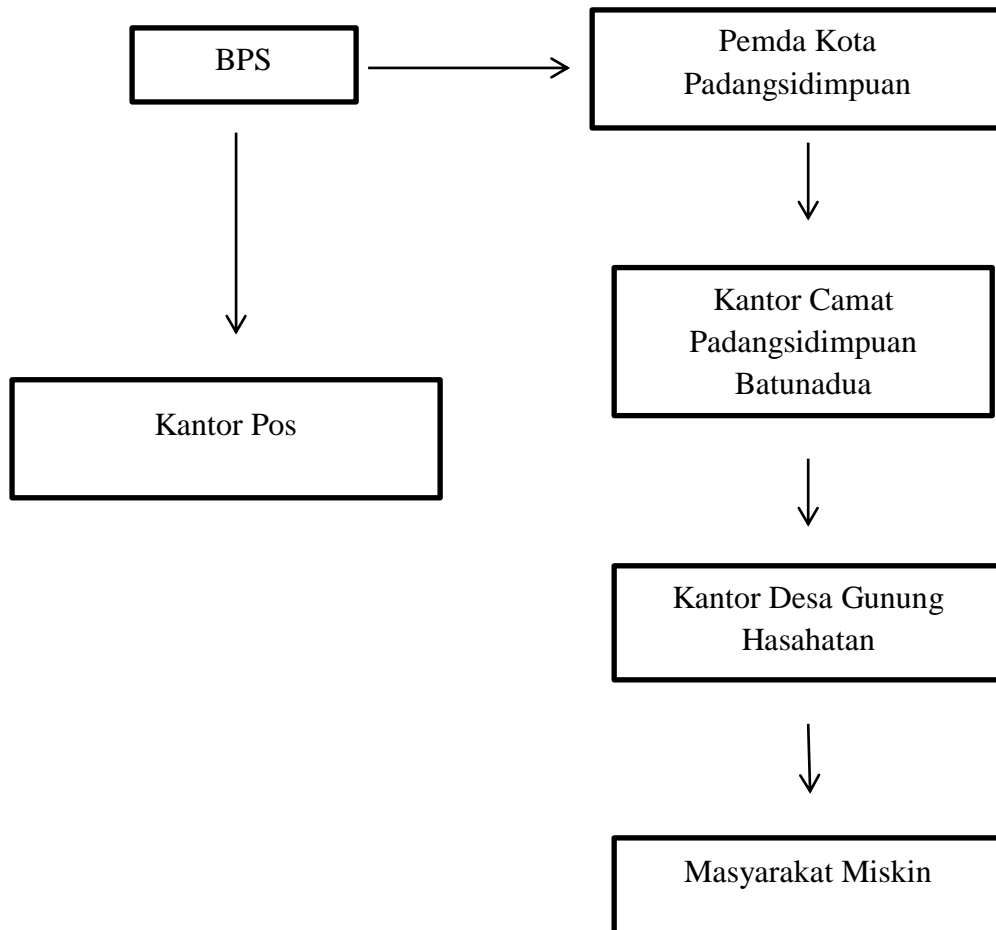 BPS
Pemda Kota
Padangsidimpuan
Kantor Camat
Padangsidimpuan
Batunadua
Kantor Pos
Kantor Desa Gunung
Hasahatan
Masyarakat Miskin